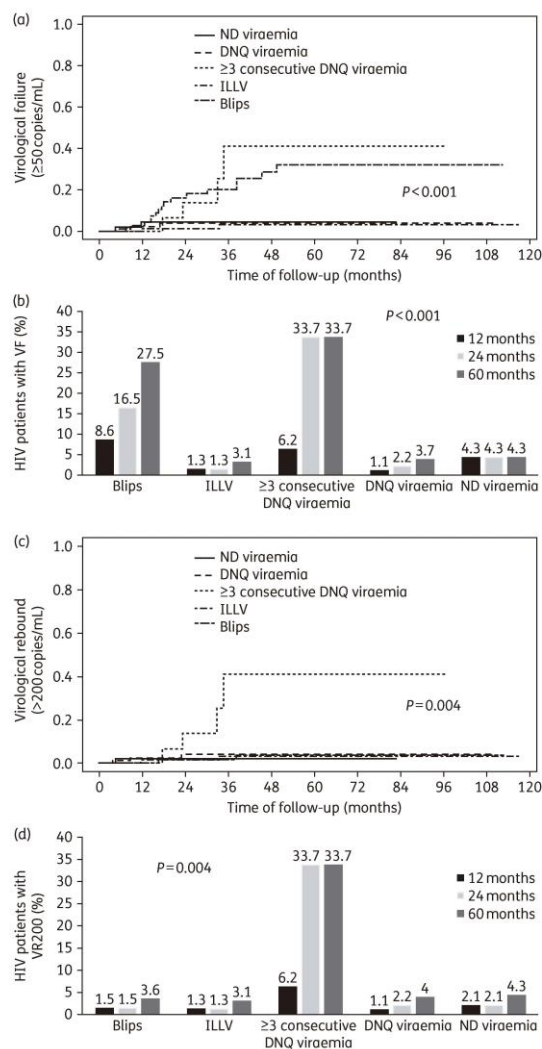 (a)
1.0
0.8
0.6
0.4
0.2
0.0
Virological failure
(≥50 copies/mL)
ND viraemia
DNQ viraemia
≥3 consecutive DNQ viraemia
ILLV
Blips
P<0.001
0 12 24 36 48 60 72 84 96 108 120
Time of follow-up (months)
(b)
40
35
30
25
20
15
10
5
0
HIV patients with VF (%)
P<0.001
12 months
24 months
60 months
8.6 16.5 27.5
1.3 1.3 3.1
6.2 33.7 33.7
1.1 2.2 3.7
4.3 4.3 4.3
Blips ILLV ≥3 consecutive DNQ viraemia ND viraemia
DNQ viraemia
(c)
1.0
0.8
0.6
0.4
0.2
0.0
Virological rebound
(>200 copies/mL)
ND viraemia
DNQ viraemia
≥3 consecutive DNQ viraemia
ILLV
Blips
P=0.004
0 12 24 36 48 60 72 84 96 108 120
Time of follow-up (months)
(d)
40
35
30
25
20
15
10
5
0
HIV patients with
VR200 (%)
P=0.004
12 months
24 months
60 months
1.5 1.5 3.6
1.3 1.3 3.1
6.2 33.7 33.7
1.1 2.2 4
2.1 2.1 4.3
Blips ILLV ≥3 consecutive DNQ viraemia ND viraemia
DNQ viraemia